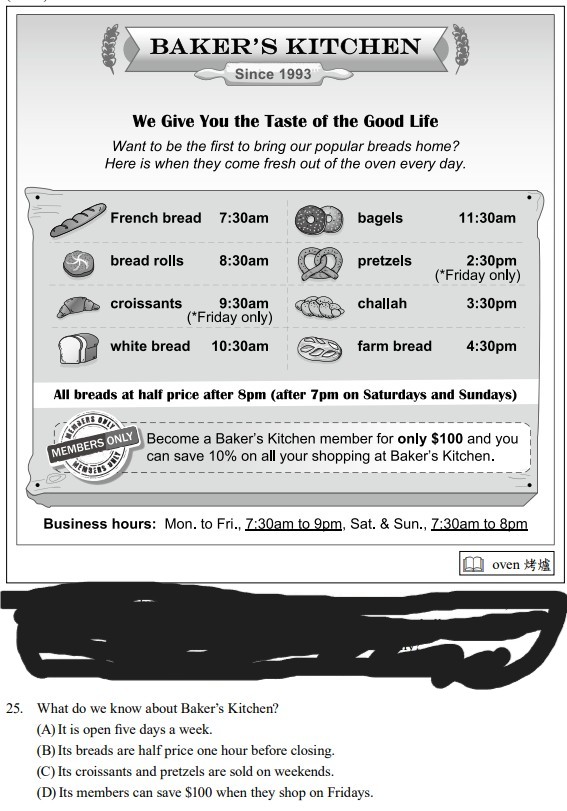 BAKER'S KITCHEN
Since 1993
We Give You the Taste of the Good Life
Want to be the first to bring our popular breads home?
Here is when they come fresh out of the oven every day.
French bread 7:30am
bread rolls 8:30am
croissants 9:30am
(*Friday only)
white bread 10:30am
bagels 11:30am
pretzels 2:30pm
(*Friday only)
challah 3:30pm
farm bread 4:30pm
All breads at half price after 8pm (after 7pm on Saturdays and Sundays)
MEMBERS ONLY
MEMBERS ONLY
MEMBERS ONLY
Become a Baker's Kitchen member for only $100 and you
can save 10% on all your shopping at Baker's Kitchen.
Business hours: Mon. to Fri., 7:30am to 9pm, Sat. & Sun., 7:30am to 8pm
oven 烤爐
25. What do we know about Baker's Kitchen?
(A) It is open five days a week.
(B) Its breads are half price one hour before closing.
(C) Its croissants and pretzels are sold on weekends.
(D) Its members can save $100 when they shop on Fridays.